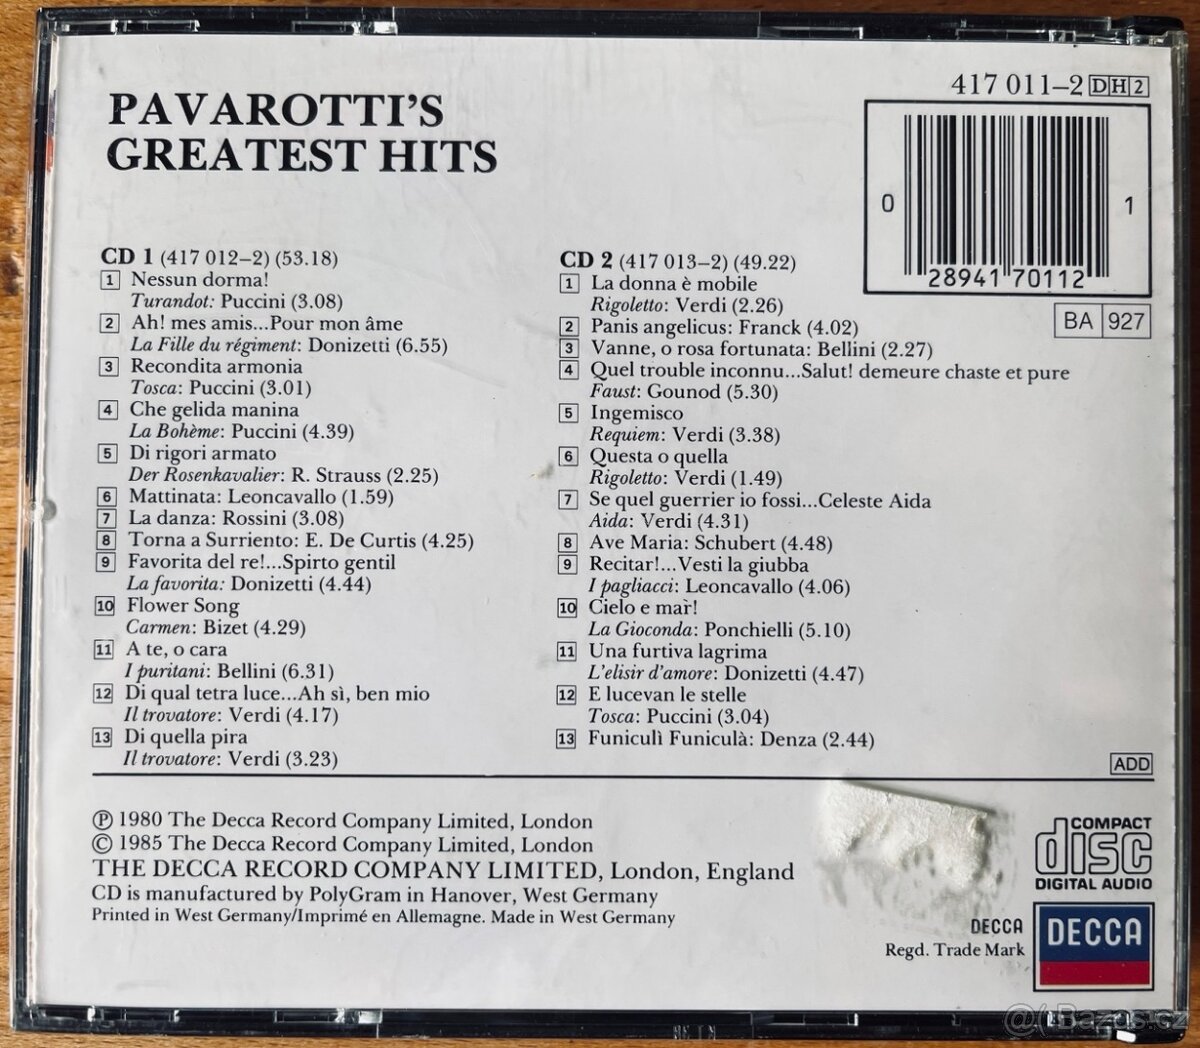 PAVAROTTI'S
GREATEST HITS
417 011–2 DH2
0
1
28941 70112
BA 927
CD 1 (417 012–2) (53.18)
1 Nessun dorma!
Turandot: Puccini (3.08)
2 Ah! mes amis...Pour mon âme
La Fille du régiment: Donizetti (6.55)
3 Recondita armonia
Tosca: Puccini (3.01)
4 Che gelida manina
La Bohème: Puccini (4.39)
5 Di rigori armato
Der Rosenkavalier: R. Strauss (2.25)
6 Mattinata: Leoncavallo (1.59)
7 La danza: Rossini (3.08)
8 Torna a Surriento: E. De Curtis (4.25)
9 Favorita del re!...Spirto gentil
La favorita: Donizetti (4.44)
10 Flower Song
Carmen: Bizet (4.29)
11 A te, o cara
I puritani: Bellini (6.31)
12 Di qual tetra luce...Ah sì, ben mio
Il trovatore: Verdi (4.17)
13 Di quella pira
Il trovatore: Verdi (3.23)
CD 2 (417 013–2) (49.22)
1 La donna è mobile
Rigoletto: Verdi (2.26)
2 Panis angelicus: Franck (4.02)
3 Vanne, o rosa fortunata: Bellini (2.27)
4 Quel trouble inconnu...Salut! demeure chaste et pure
Faust: Gounod (5.30)
5 Ingemisco
Requiem: Verdi (3.38)
6 Questa o quella
Rigoletto: Verdi (1.49)
7 Se quel guerrier io fossi...Celeste Aida
Aida: Verdi (4.31)
8 Ave Maria: Schubert (4.48)
9 Recitar!...Vesti la giubba
I pagliacci: Leoncavallo (4.06)
10 Cielo e mar!
La Gioconda: Ponchielli (5.10)
11 Una furtiva lagrima
L'elisir d'amore: Donizetti (4.47)
12 E lucevan le stelle
Tosca: Puccini (3.04)
13 Funiculì Funiculà: Denza (2.44)
ADD
℗ 1980 The Decca Record Company Limited, London
© 1985 The Decca Record Company Limited, London
THE DECCA RECORD COMPANY LIMITED, London, England
CD is manufactured by PolyGram in Hanover, West Germany
Printed in West Germany/Imprimé en Allemagne. Made in West Germany
COMPACT
disc
DIGITAL AUDIO
DECCA
Regd. Trade Mark
DECCA
Bazos.cz